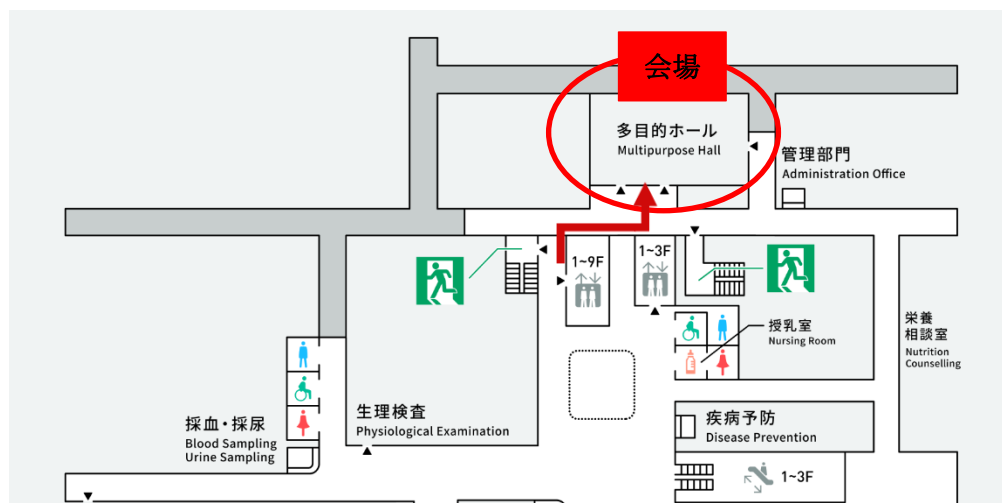 会場
多目的ホール
Multipurpose Hall
管理部門
Administration Office
1~9F
1~3F
授乳室
Nursing Room
栄養
相談室
Nutrition
Counselling
採血・採尿
Blood Sampling
Urine Sampling
生理検査
Physiological Examination
疾病予防
Disease Prevention
1~3F